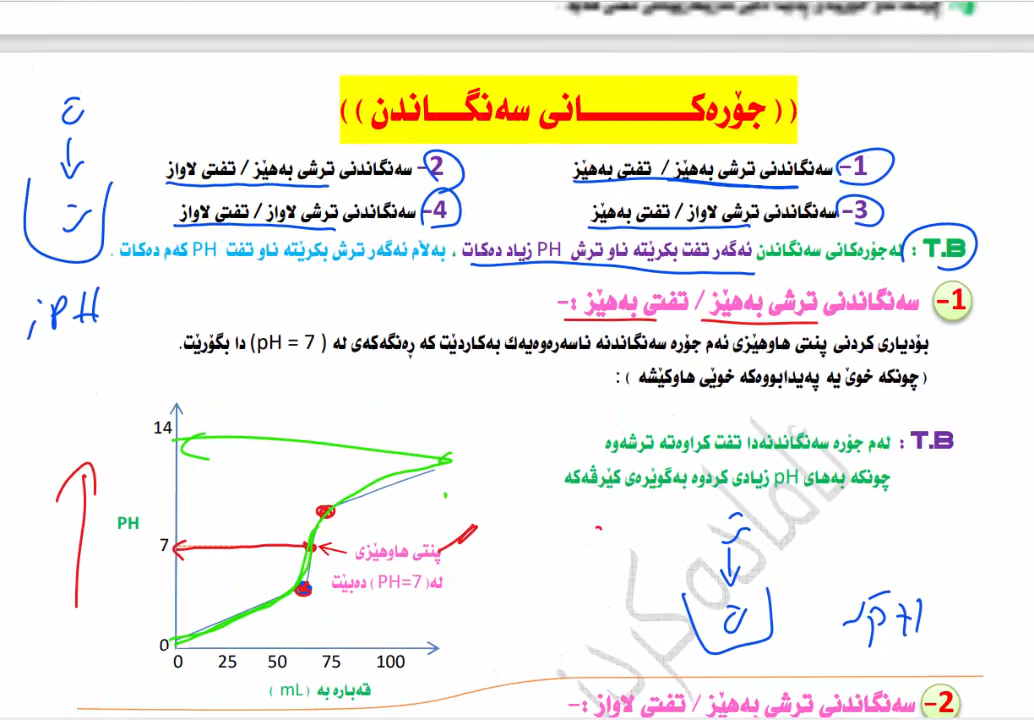 ((جۆرەکـــــــانی سەنگـــاندن))
1- سەنگاندنی ترشی بەهێز / تفتی بەهێز
2- سەنگاندنی ترشی بەهێز / تفتی لاواز
3- سەنگاندنی ترشی لاواز / تفتی بەهێز
4- سەنگاندنی ترشی لاواز / تفتی لاواز
T.B : لەجۆرەکانی سەنگاندن ئەگەر تفت بکرێتە ناو ترش PH زیاد دەکات ، بەلام ئەگەر ترش بکرێتە ناو تفت PH کەم دەکات .
1- سەنگاندنی ترشی بەهێز / تفتی بەهێز :-
بۆدیاری کردنی پنتی هاوهێزی ئەم جۆرە سەنگاندنە ئاسەرەوەیەك بەکاردێت کە ڕەنگەکەی لە ( pH = 7) دا بگۆرێت.
(چونکە خوێ یە پەیدابووەکە خوێی هاوکێشە ) :
T.B : لەم جۆرە سەنگاندنەدا تفت کراوەتە ترشەوە
چونکە بەهای pH زیادی کردوە بەگوێرەی کێرڤەکە
14
PH
7
پنتی هاوهێزی
لە(PH=7) دەبێت
0
0 25 50 75 100
قەبارە بە ( mL )
2- سەنگاندنی ترشی بەهێز / تفتی لاواز :-